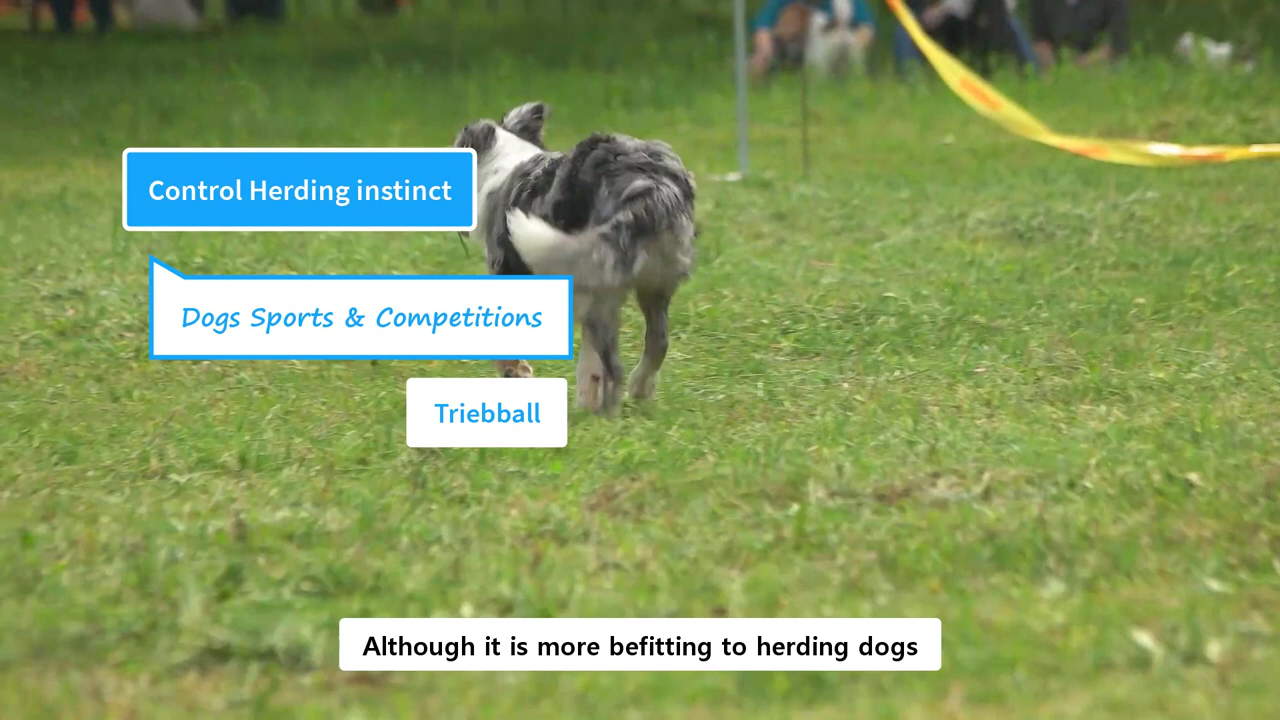 Control Herding instinct
Dogs Sports & Competitions
Triebball
Although it is more befitting to herding dogs